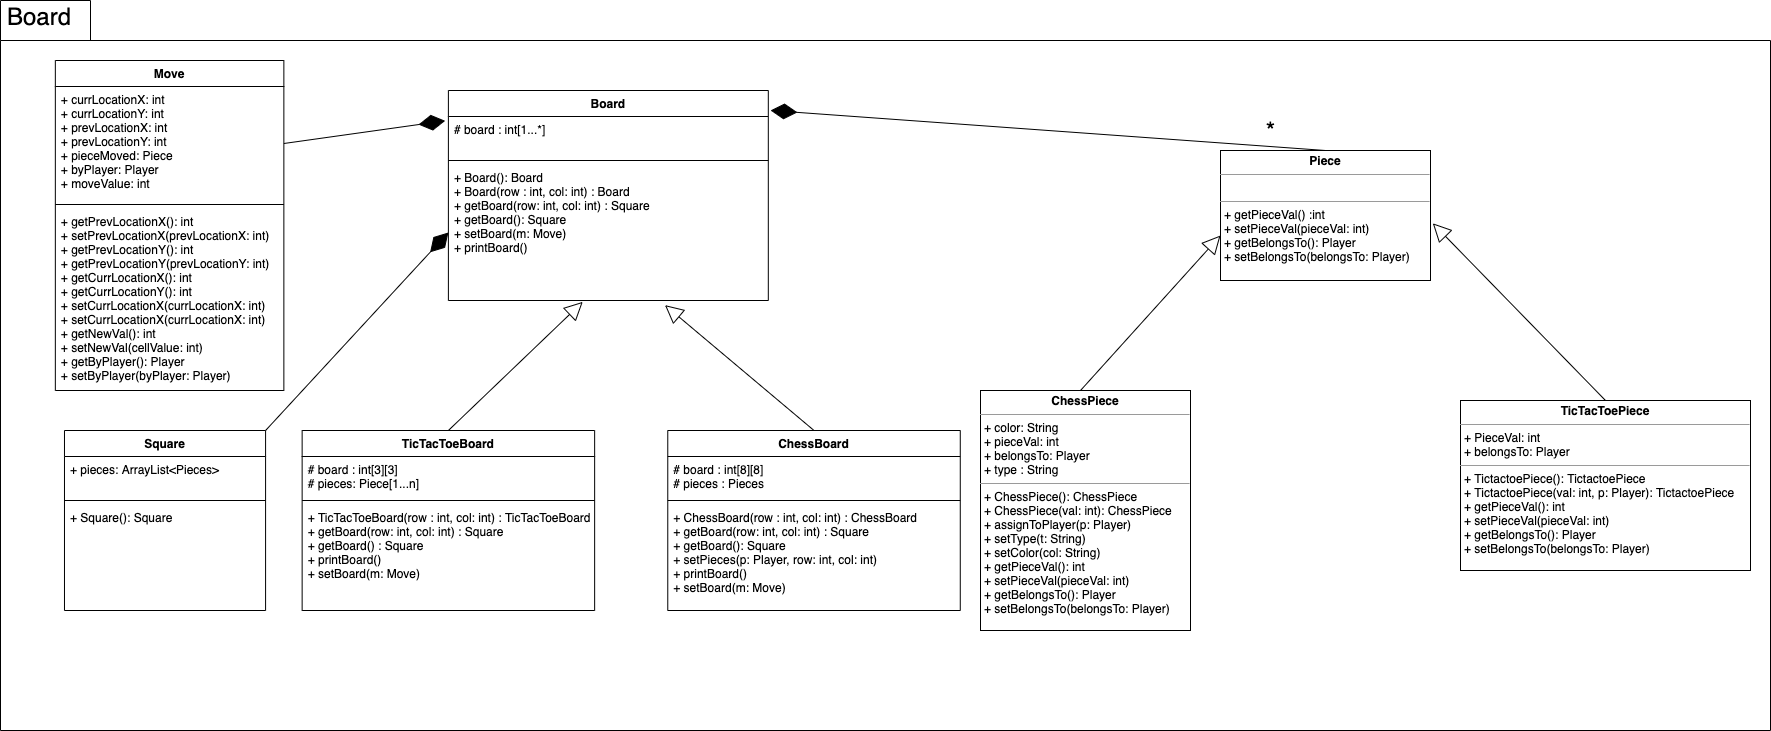 Board
Move
+ currLocationX: int
+ currLocationY: int
+ prevLocationX: int
+ prevLocationY: int
+ pieceMoved: Piece
+ byPlayer: Player
+ moveValue: int
+ getPrevLocationX(): int
+ setPrevLocationX(prevLocationX: int)
+ getPrevLocationY(): int
+ getPrevLocationY(prevLocationY: int)
+ getCurrLocationX(): int
+ getCurrLocationY(): int
+ setCurrLocationX(currLocationX: int)
+ setCurrLocationX(currLocationX: int)
+ getNewVal(): int
+ setNewVal(cellValue: int)
+ getByPlayer(): Player
+ setByPlayer(byPlayer: Player)
Board
# board : int[1...*]
+ Board(): Board
+ Board(row : int, col: int) : Board
+ getBoard(row: int, col: int) : Square
+ getBoard(): Square
+ setBoard(m: Move)
+ printBoard()
*
Piece
+ getPieceVal() :int
+ setPieceVal(pieceVal: int)
+ getBelongsTo(): Player
+ setBelongsTo(belongsTo: Player)
Square
+ pieces: ArrayList<Pieces>
+ Square(): Square
TicTacToeBoard
# board : int[3][3]
# pieces: Piece[1...n]
+ TicTacToeBoard(row : int, col: int) : TicTacToeBoard
+ getBoard(row: int, col: int) : Square
+ getBoard() : Square
+ printBoard()
+ setBoard(m: Move)
ChessBoard
# board : int[8][8]
# pieces : Pieces
+ ChessBoard(row : int, col: int) : ChessBoard
+ getBoard(row: int, col: int) : Square
+ getBoard(): Square
+ setPieces(p: Player, row: int, col: int)
+ printBoard()
+ setBoard(m: Move)
ChessPiece
+ color: String
+ pieceVal: int
+ belongsTo: Player
+ type : String
+ ChessPiece(): ChessPiece
+ ChessPiece(val: int): ChessPiece
+ assignToPlayer(p: Player)
+ setType(t: String)
+ setColor(col: String)
+ getPieceVal(): int
+ setPieceVal(pieceVal: int)
+ getBelongsTo(): Player
+ setBelongsTo(belongsTo: Player)
TicTacToePiece
+ PieceVal: int
+ belongsTo: Player
+ TictactoePiece(): TictactoePiece
+ TictactoePiece(val: int, p: Player): TictactoePiece
+ getPieceVal(): int
+ setPieceVal(pieceVal: int)
+ getBelongsTo(): Player
+ setBelongsTo(belongsTo: Player)